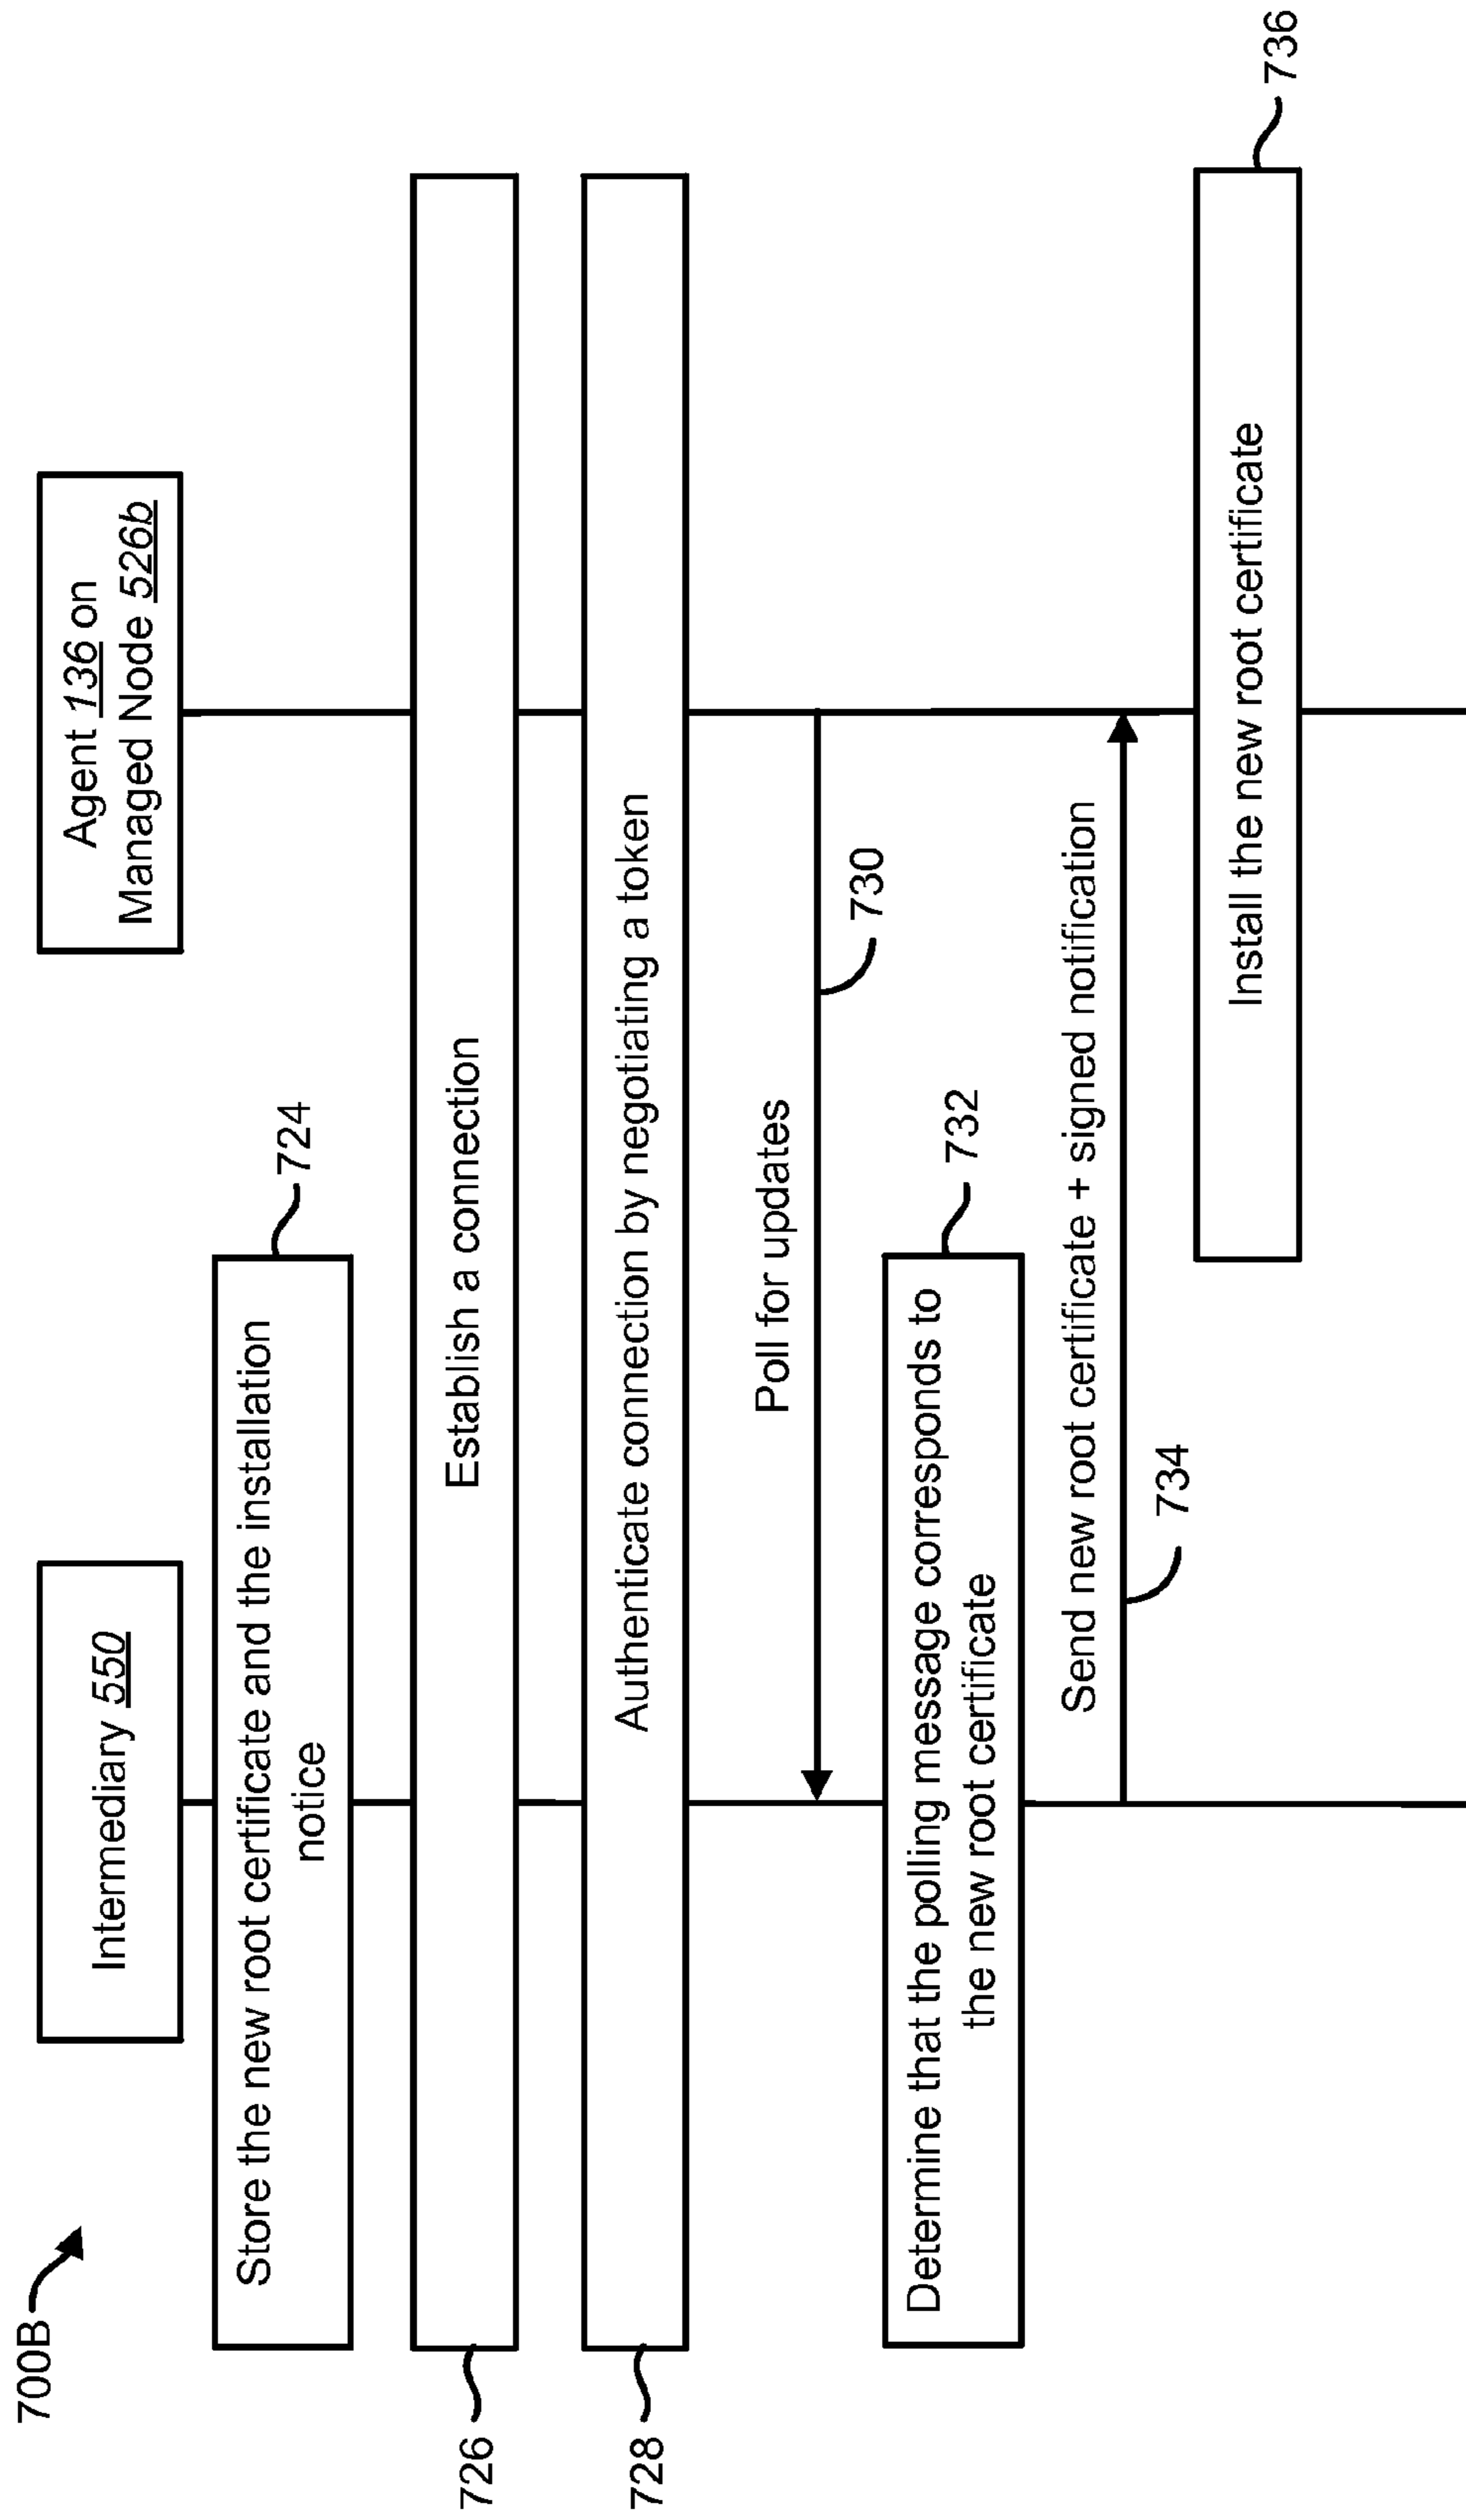 700B
Intermediary 550
Agent 136 on
Managed Node 526b
Store the new root certificate and the installation
notice
724
Establish a connection
726
Authenticate connection by negotiating a token
728
Poll for updates
730
Determine that the polling message corresponds to
the new root certificate
732
Send new root certificate + signed notification
734
Install the new root certificate
736